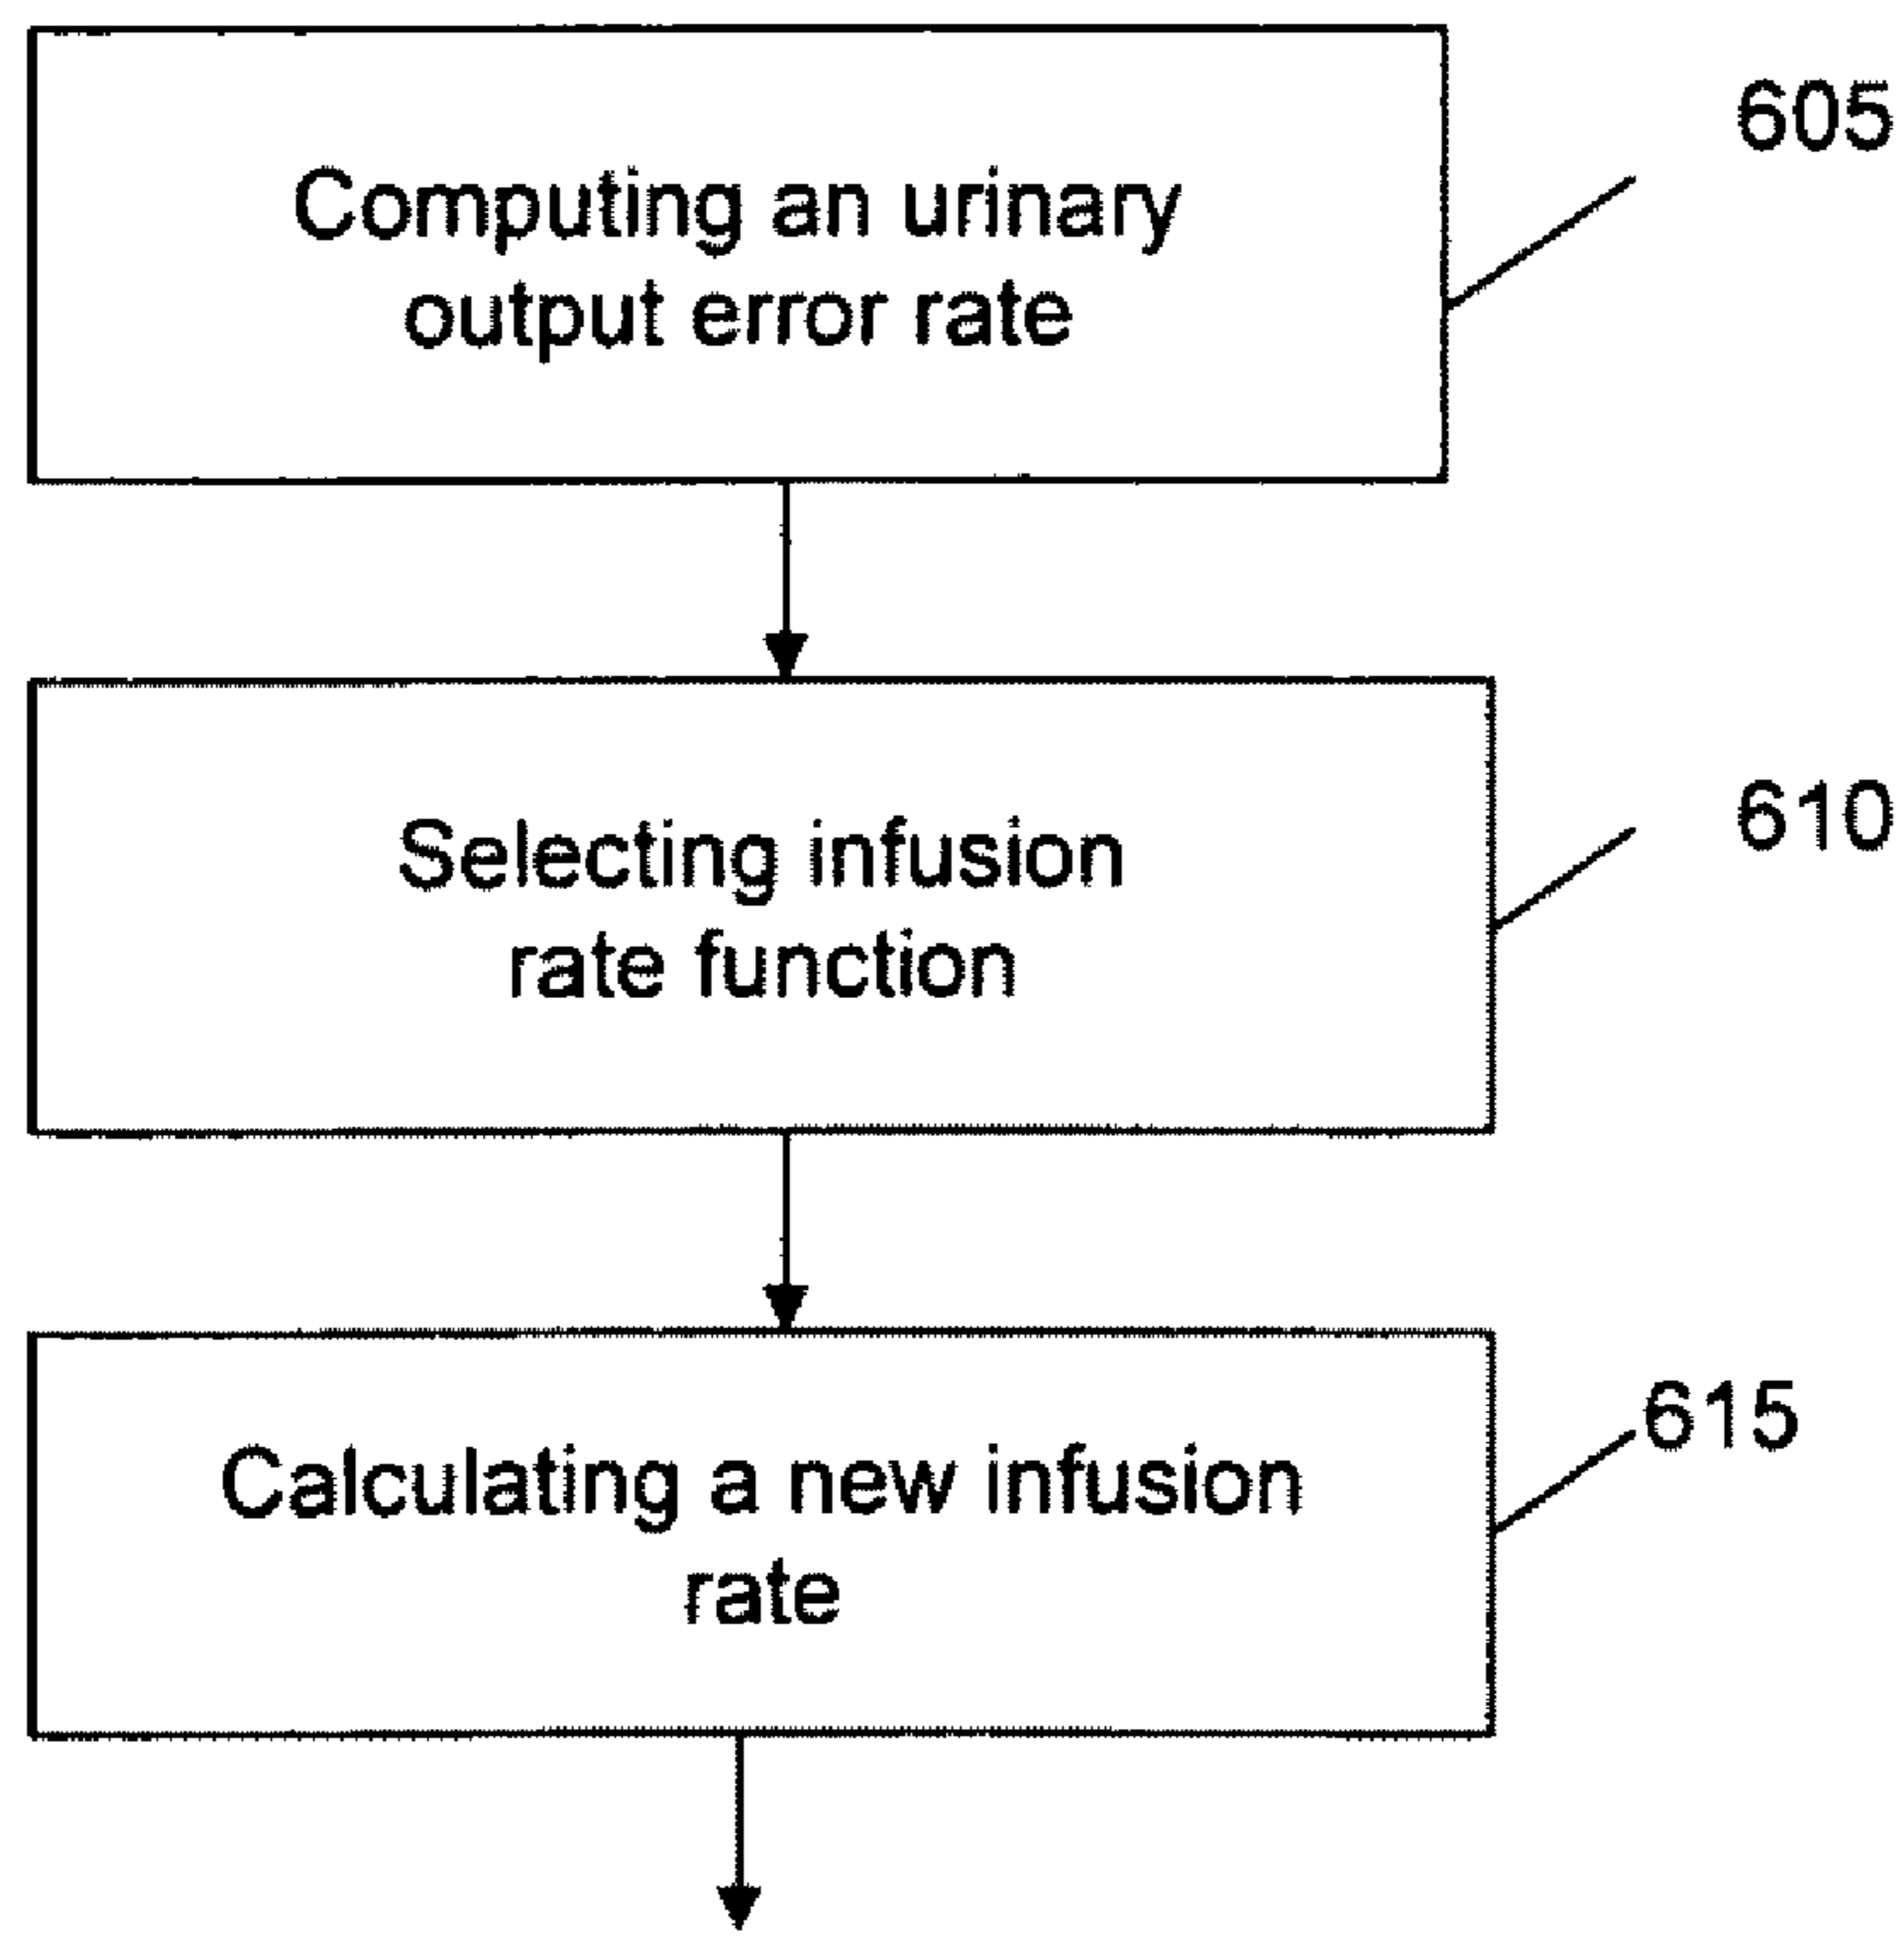 605
Computing an urinary
output error rate
610
Selecting infusion
rate function
615
Calculating a new infusion
rate